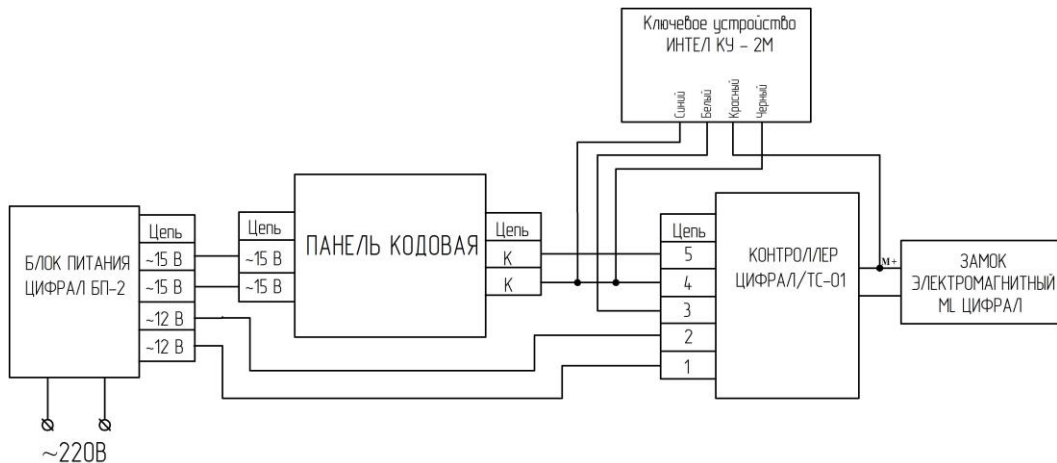 Ключевое устройство
ИНТЕЛ КУ - 2М
Синий
Белый
Красный
Черный
БЛОК ПИТАНИЯ
ЦИФРАЛ БП-2
Цепь
~15 В
~15 В
~12 В
~12 В
~220В
Цепь
~15 В
~15 В
ПАНЕЛЬ КОДОВАЯ
Цепь
К
К
Цепь
5
4
3
2
1
КОНТРОЛЛЕР
ЦИФРАЛ/ТС-01
М+
ЗАМОК
ЭЛЕКТРОМАГНИТНЫЙ
ML ЦИФРАЛ